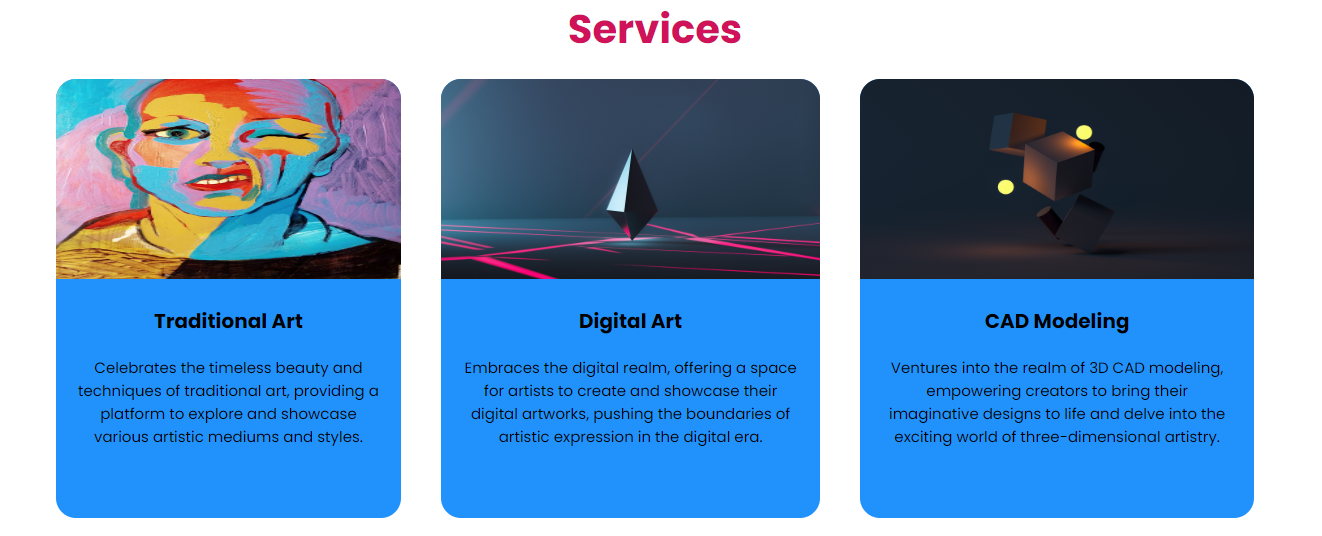 Services
Traditional Art
Celebrates the timeless beauty and
techniques of traditional art, providing a
platform to explore and showcase
various artistic mediums and styles.
Digital Art
Embraces the digital realm, offering a space
for artists to create and showcase their
digital artworks, pushing the boundaries of
artistic expression in the digital era.
CAD Modeling
Ventures into the realm of 3D CAD modeling,
empowering creators to bring their
imaginative designs to life and delve into the
exciting world of three-dimensional artistry.